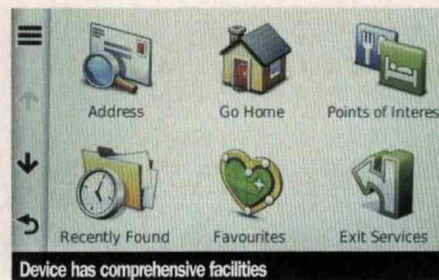 Address Go Home Points of Interes
Recently Found Favourites Exit Services
Device has comprehensive facilities